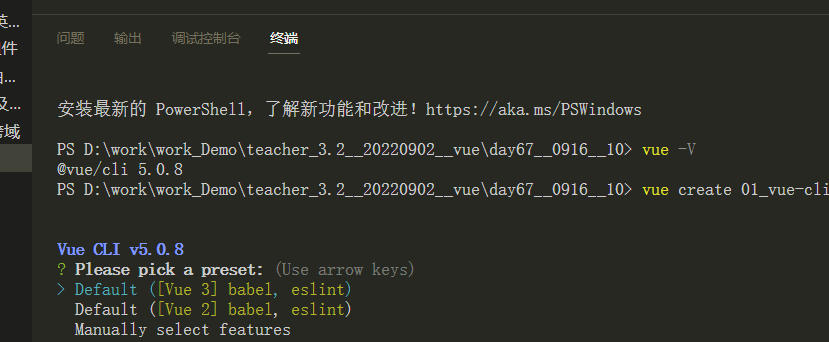 英...
件
由...
及...
跨域
问题 输出 调试控制台 终端
安装最新的 PowerShell，了解新功能和改进！https://aka.ms/PSWindows
PS D:\work\work_Demo\teacher_3.2__20220902__vue\day67__0916__10> vue -V
@vue/cli 5.0.8
PS D:\work\work_Demo\teacher_3.2__20220902__vue\day67__0916__10> vue create 01_vue-cli
Vue CLI v5.0.8
? Please pick a preset: (Use arrow keys)
> Default ([Vue 3] babel, eslint)
Default ([Vue 2] babel, eslint)
Manually select features